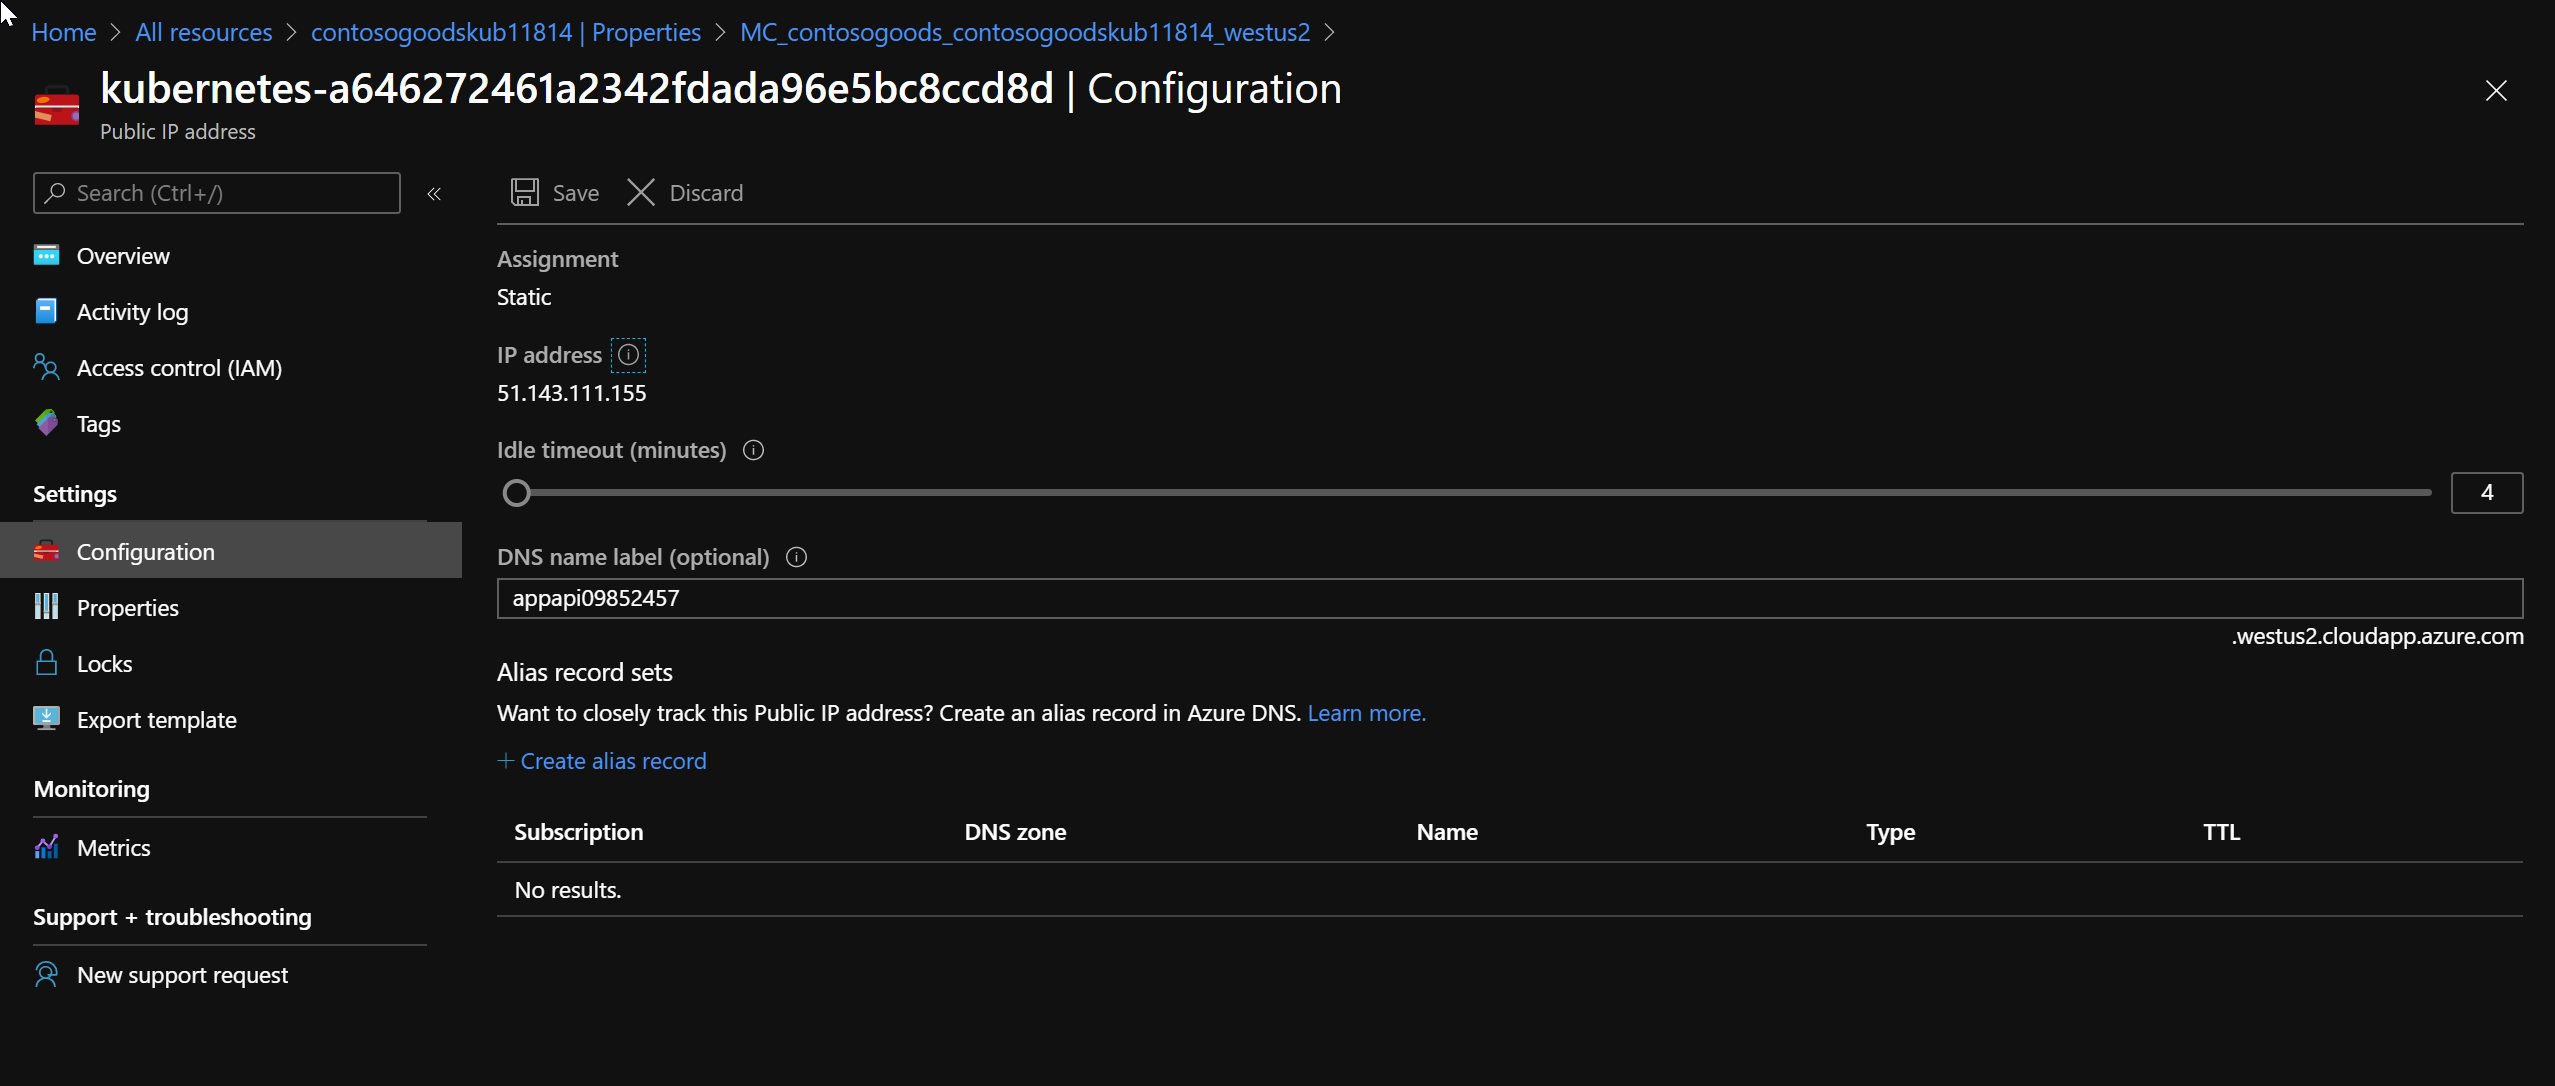 Home > All resources > contosogoodskub11814 | Properties > MC_contosogoods_contosogoodskub11814_westus2 >
kubernetes-a646272461a2342fdada96e5bc8ccd8d | Configuration
Public IP address
Search (Ctrl+/)
«
Save
Discard
Overview
Activity log
Access control (IAM)
Tags
Settings
Configuration
Properties
Locks
Export template
Monitoring
Metrics
Support + troubleshooting
New support request
Assignment
Static
IP address
51.143.111.155
Idle timeout (minutes)
4
DNS name label (optional)
appapi09852457
.westus2.cloudapp.azure.com
Alias record sets
Want to closely track this Public IP address? Create an alias record in Azure DNS. Learn more.
+ Create alias record
Subscription DNS zone Name Type TTL
No results.